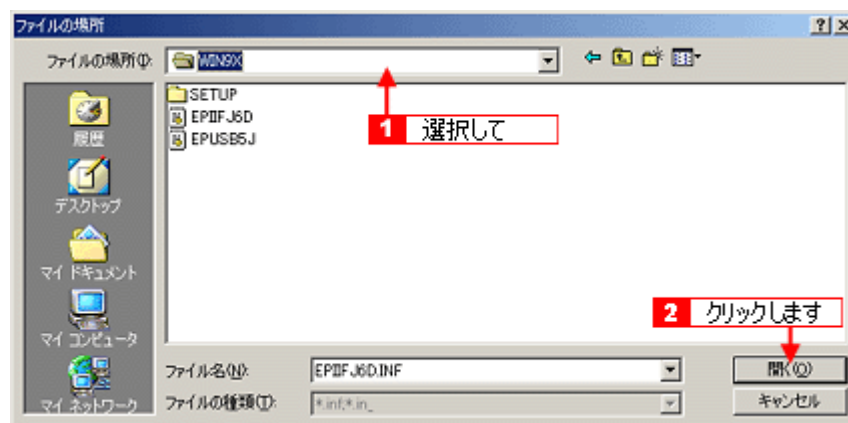 ファイルの場所
ファイルの場所(I):
WIN9X
SETUP
EPIIFJ6D
EPUSB5J
1 選択して
履歴
デスクトップ
マイ ドキュメント
マイ コンピュータ
マイ ネットワーク
2 クリックします
ファイル名(N):
EPIIFJ6D.INF
開く(O)
ファイルの種類(T):
*.inf;*.in_
キャンセル